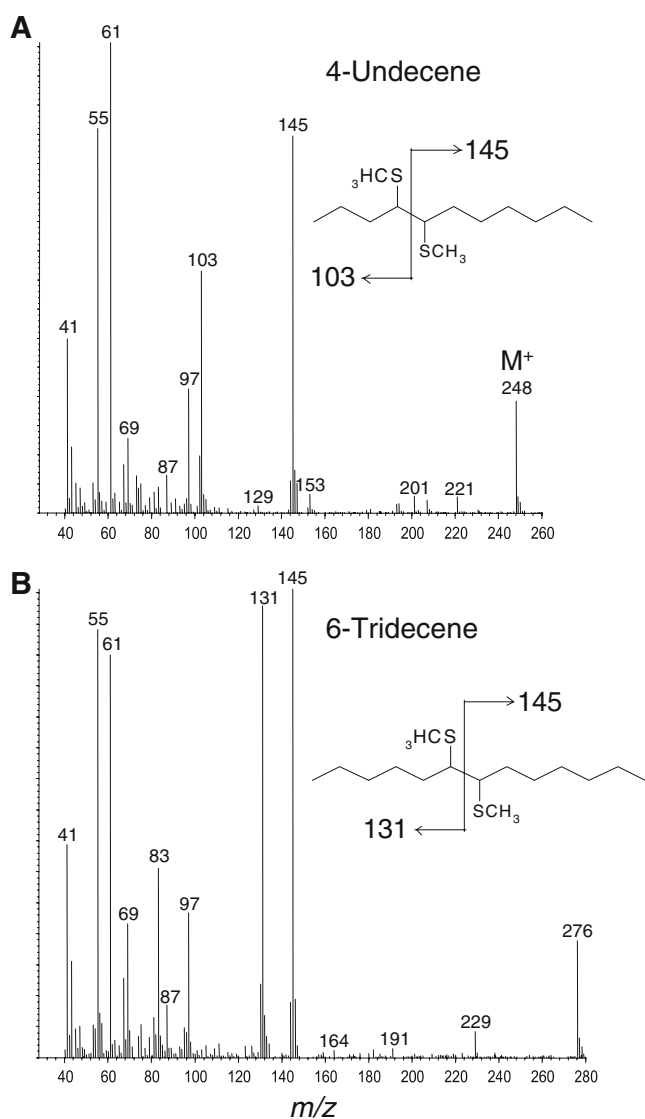 A
61
4-Undecene
55
145
145
₃HCS
SCH₃
103
103
41
M⁺
248
97
69
87
129
153
201
221
40 60 80 100 120 140 160 180 200 220 240 260
B
145
131
6-Tridecene
55
61
145
₃HCS
SCH₃
131
41
83
97
69
276
87
164
191
229
40 60 80 100 120 140 160 180 200 220 240 260 280
m/z